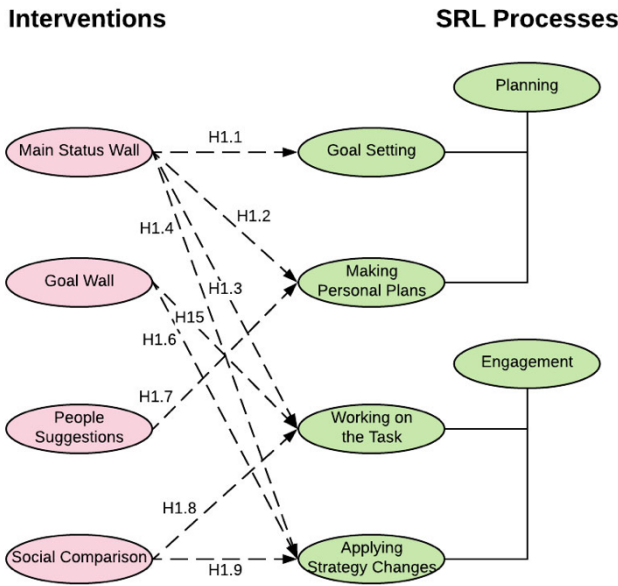 Interventions
SRL Processes
Planning
Main Status Wall
H1.1
Goal Setting
H1.2
H1.4
Goal Wall
H1.3
Making
Personal Plans
H15
H1.6
Engagement
H1.7
People
Suggestions
Working on
the Task
H1.8
Social Comparison
H1.9
Applying
Strategy Changes